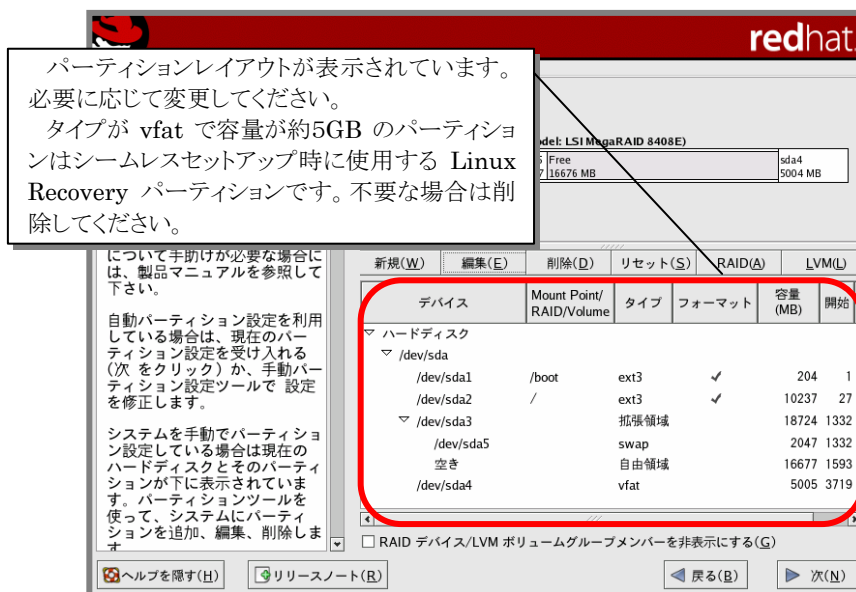 redhat.
パーティションレイアウトが表示されています。
必要に応じて変更してください。
タイプが vfat で容量が約5GB のパーティショ
ンはシームレスセットアップ時に使用する Linux
Recovery パーティションです。不要な場合は削
除してください。
del: LSI MegaRAID 8408E)
Free
16676 MB
sda4
5004 MB
について手助けが必要な場合に
は、製品マニュアルを参照して
下さい。
自動パーティション設定を利用
している場合は、現在のパー
ティション設定を受け入れる
(次 をクリック）か、手動パー
ティション設定ツールで 設定
を修正します。
システムを手動でパーティショ
ン設定している場合は現在の
ハードディスクとそのパーティ
ションが下に表示されていま
す。パーティションツールを
使って、システムにパーティ
ションを追加、編集、削除しま
す
新規(W) 編集(E) 削除(D) リセット(S) RAID(A) LVM(L)
デバイス Mount Point/ RAID/Volume タイプ フォーマット 容量 (MB) 開始
ハードディスク
/dev/sda
/dev/sda1 /boot ext3 ✓ 204 1
/dev/sda2 / ext3 ✓ 10237 27
/dev/sda3 拡張領域 18724 1332
/dev/sda5 swap 2047 1332
空き 自由領域 16677 1593
/dev/sda4 vfat 5005 3719
RAID デバイス/LVM ボリュームグループメンバーを非表示にする(G)
ヘルプを隠す(H) リリースノート(R) 戻る(B) 次(N)